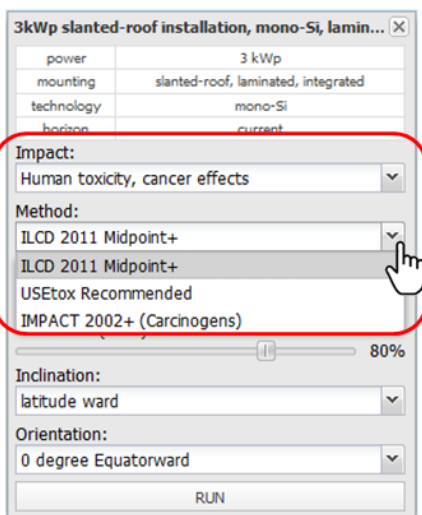 3kWp slanted-roof installation, mono-Si, lamin...
power 3 kWp
mounting slanted-roof, laminated, integrated
technology mono-Si
horizon current
Impact:
Human toxicity, cancer effects
Method:
ILCD 2011 Midpoint+
ILCD 2011 Midpoint+
USEtox Recommended
IMPACT 2002+ (Carcinogens)
80%
Inclination:
latitude ward
Orientation:
0 degree Equatorward
RUN